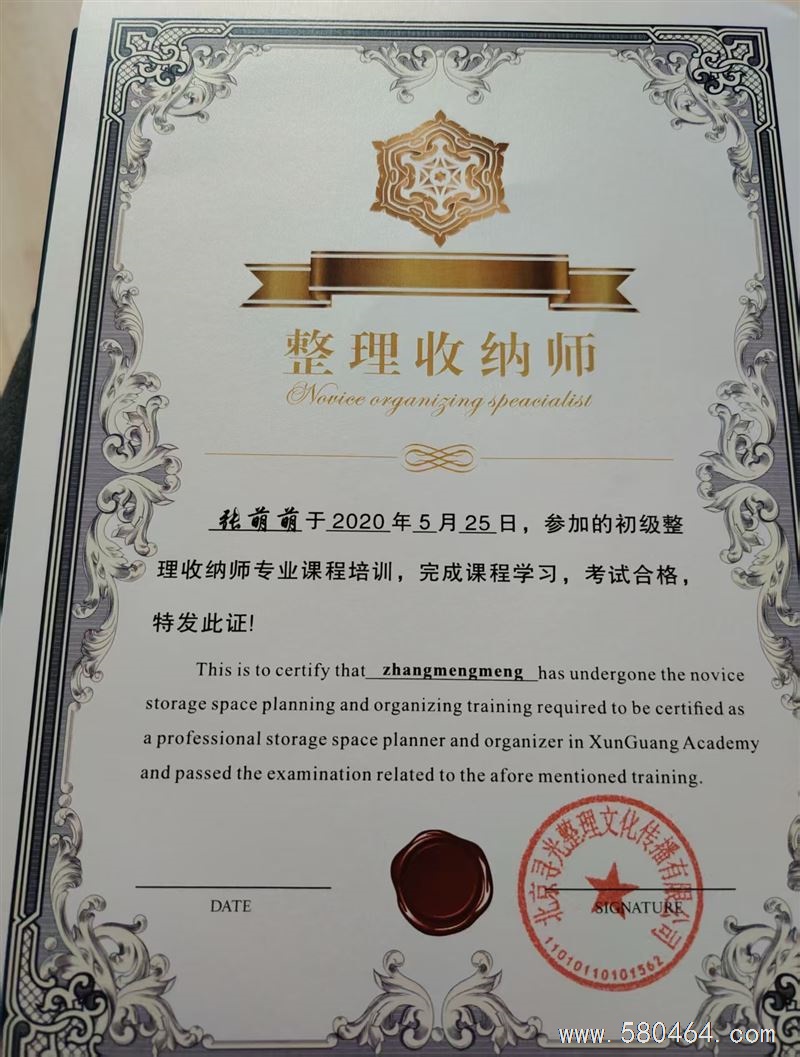 整理收纳师
Novice organizing speacialist
张萌萌于2020年5月25日，参加的初级整
理收纳师专业课程培训，完成课程学习，考试合格，
特发此证!
This is to certify that zhangmengmeng has undergone the novice
storage space planning and organizing training required to be certified as
a professional storage space planner and organizer in XunGuang Academy
and passed the examination related to the afore mentioned training.
北京寻光整理文化传播有限公司
DATE
SIGNATURE
11010110101562
www.580464.com